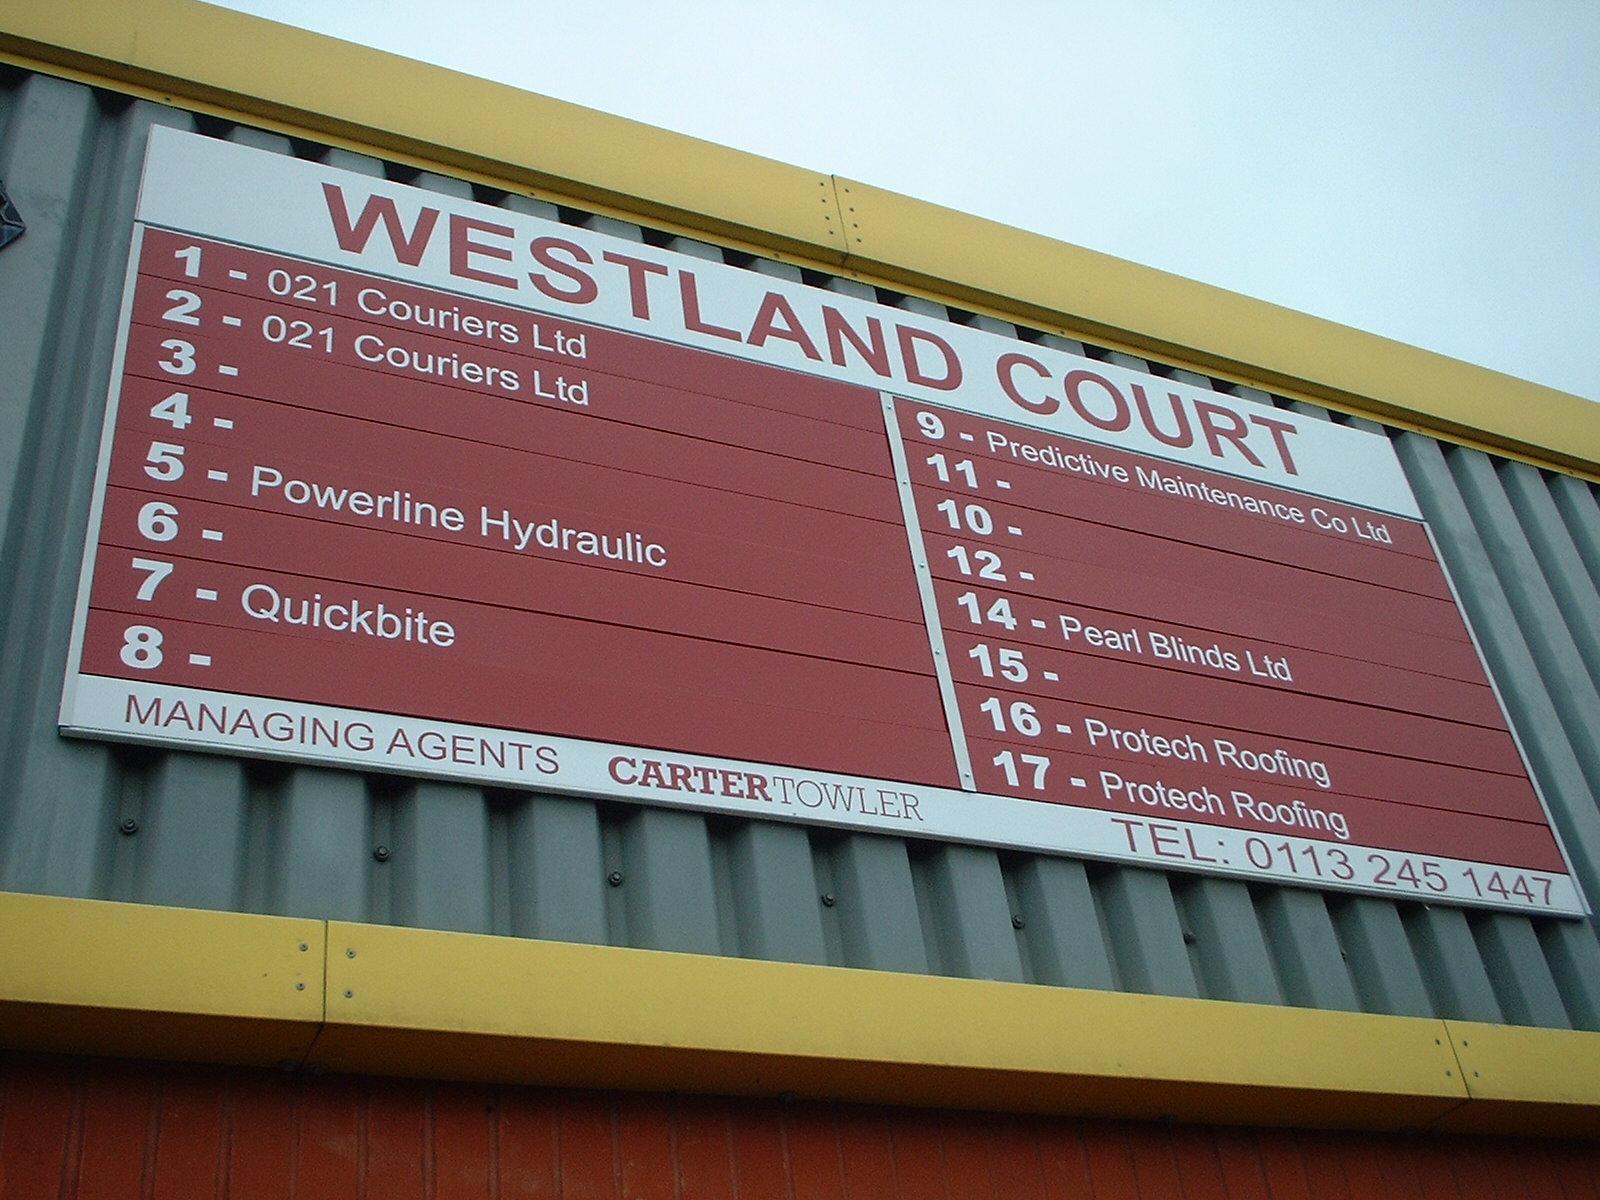 WESTLAND COURT
1 - 021 Couriers Ltd
2 - 021 Couriers Ltd
3 -
4 -
5 - Powerline Hydraulic
6 -
7 - Quickbite
8 -
9 - Predictive Maintenance Co Ltd
11 -
10 -
12 -
14 - Pearl Blinds Ltd
15 -
16 - Protech Roofing
17 - Protech Roofing
MANAGING AGENTS CARTERTOWLER TEL: 0113 245 1447